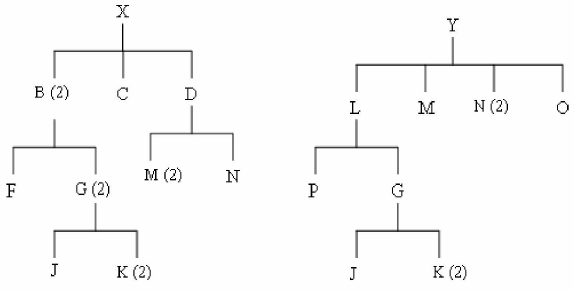 X
B (2) C D
F G (2) M (2) N
J K (2)
Y
L M N (2) O
P G
J K (2)